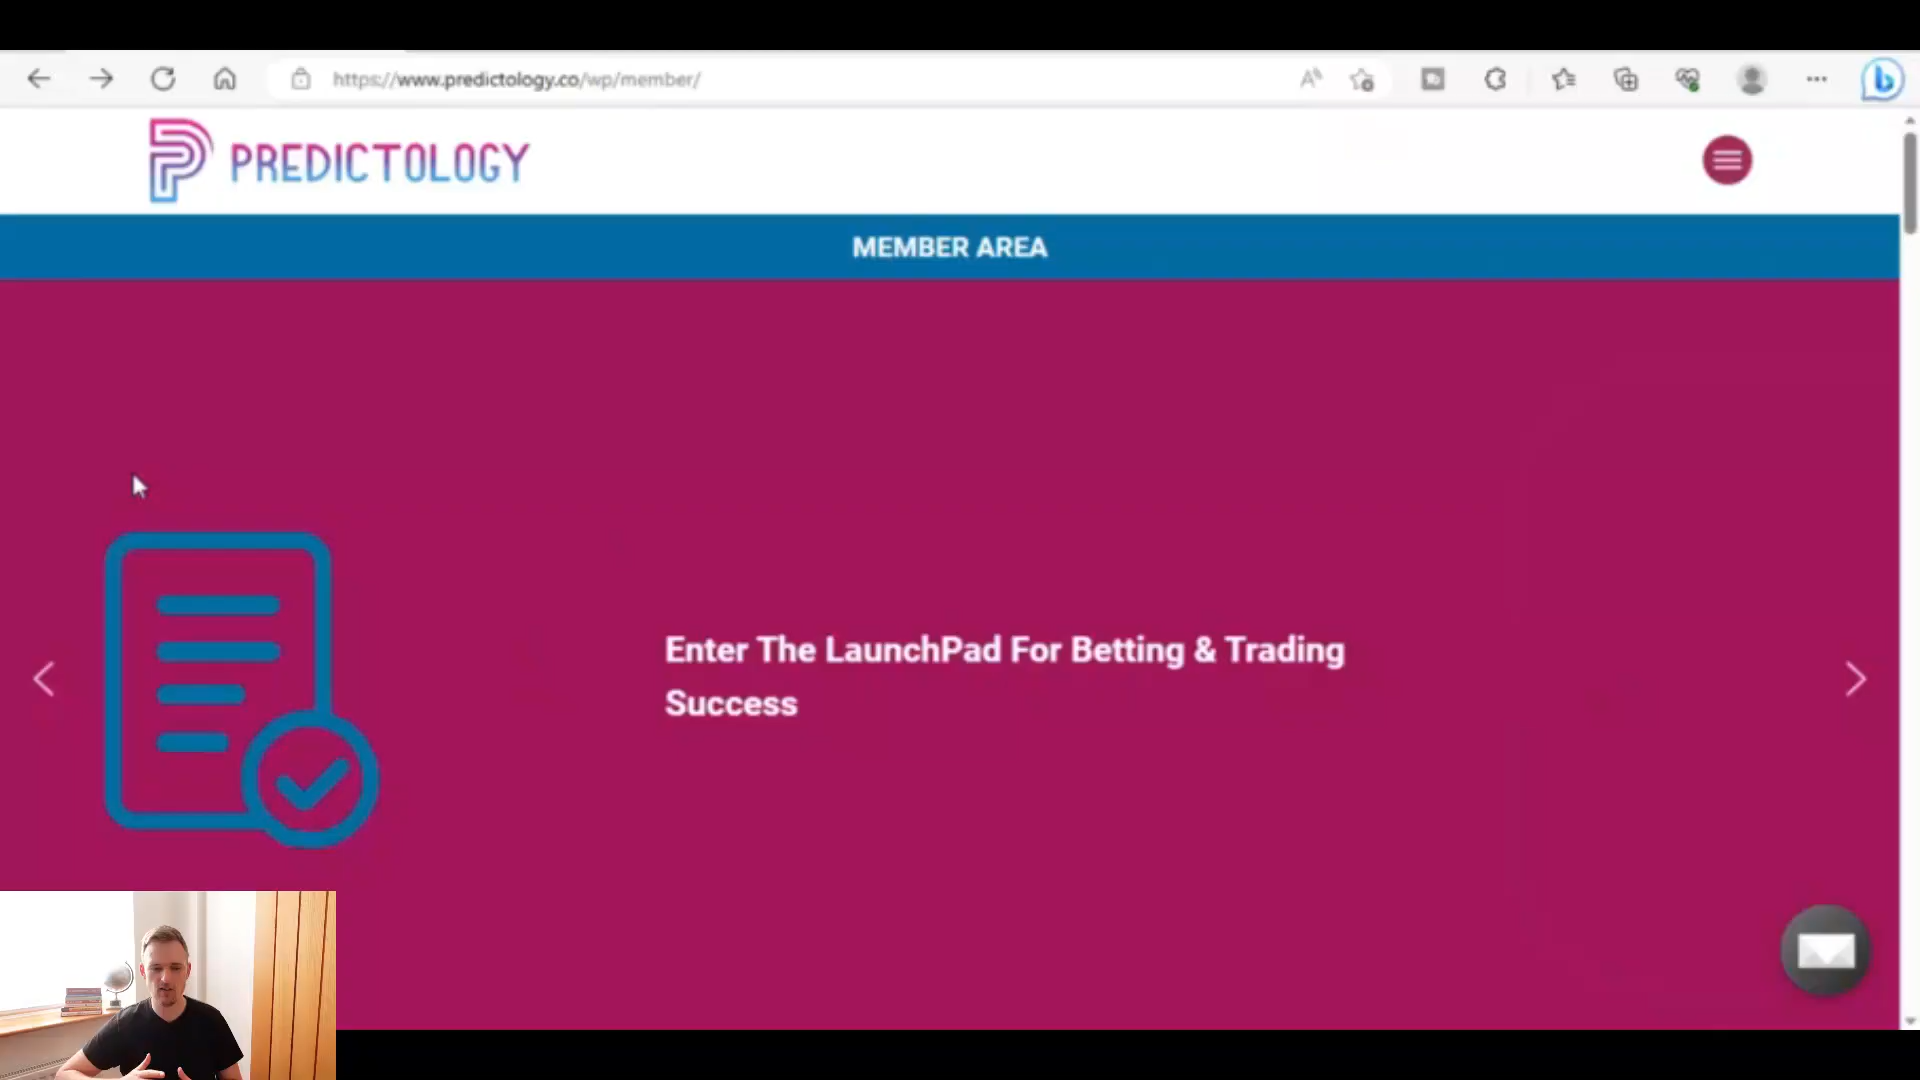 https://www.predictology.co/wp/member/
PREDICTOLOGY
MEMBER AREA
Enter The LaunchPad For Betting & Trading
Success